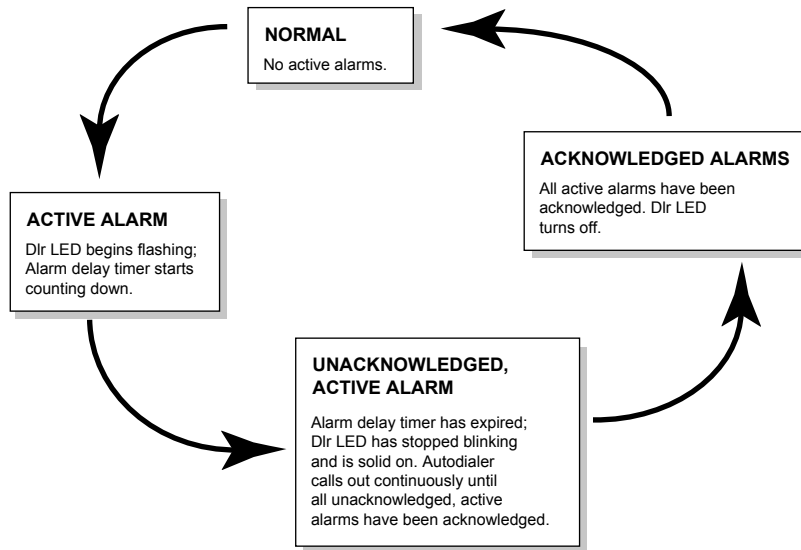 NORMAL
No active alarms.
ACTIVE ALARM
Dlr LED begins flashing;
Alarm delay timer starts
counting down.
UNACKNOWLEDGED,
ACTIVE ALARM
Alarm delay timer has expired;
Dlr LED has stopped blinking
and is solid on. Autodialer
calls out continuously until
all unacknowledged, active
alarms have been acknowledged.
ACKNOWLEDGED ALARMS
All active alarms have been
acknowledged. Dlr LED
turns off.